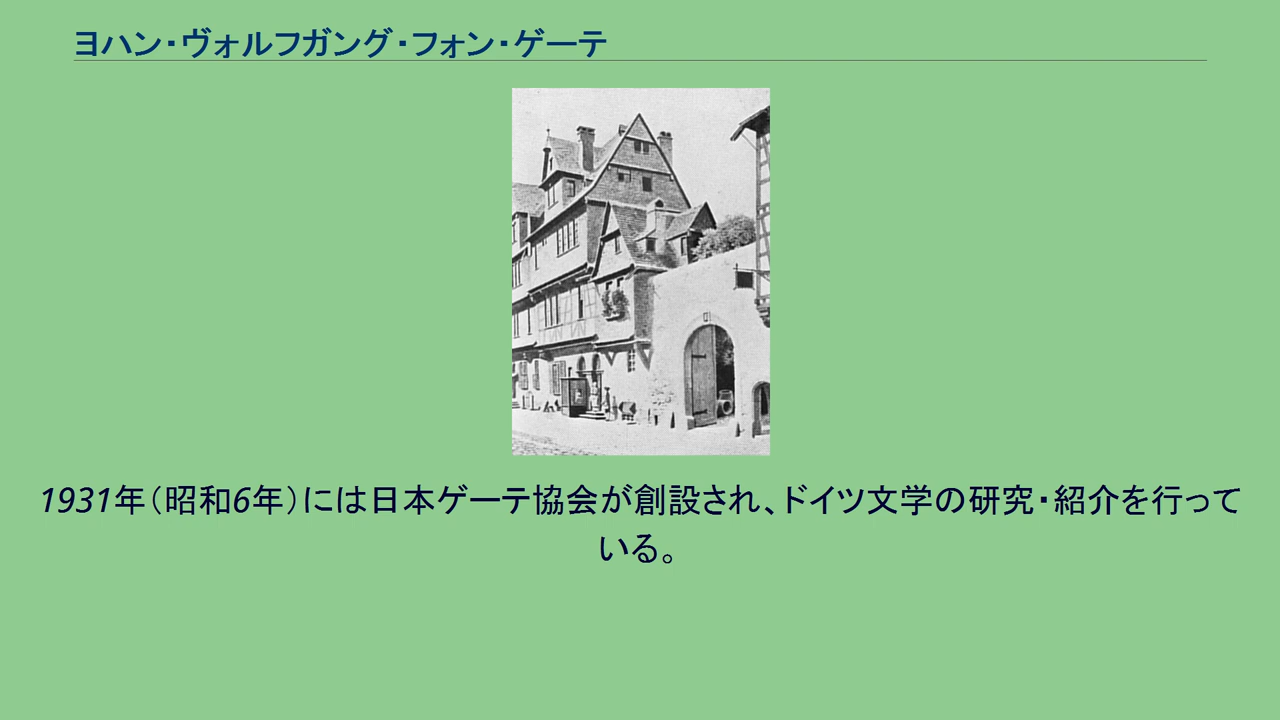 ヨハン・ヴォルフガング・フォン・ゲーテ
1931年（昭和6年）には日本ゲーテ協会が創設され、ドイツ文学の研究・紹介を行って
いる。